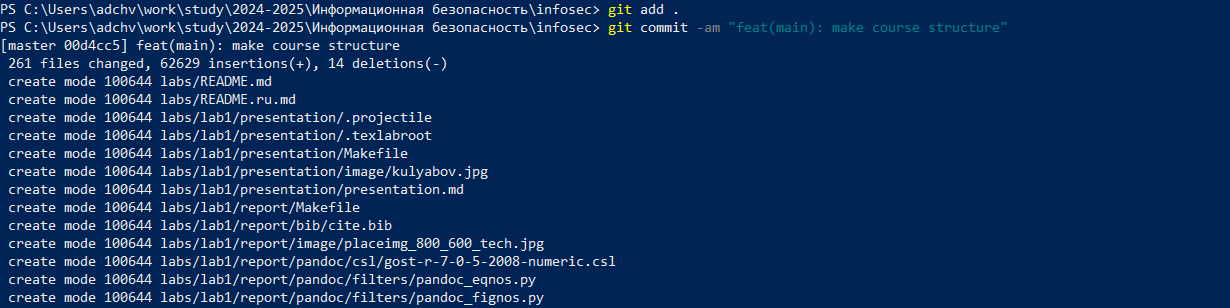 PS C:\Users\adchv\work\study\2024-2025\Информационная безопасность\infosec> git add .
PS C:\Users\adchv\work\study\2024-2025\Информационная безопасность\infosec> git commit -am "feat(main): make course structure"
[master 00d4cc5] feat(main): make course structure
 261 files changed, 62629 insertions(+), 14 deletions(-)
 create mode 100644 labs/README.md
 create mode 100644 labs/README.ru.md
 create mode 100644 labs/lab1/presentation/.projectile
 create mode 100644 labs/lab1/presentation/.texlabroot
 create mode 100644 labs/lab1/presentation/Makefile
 create mode 100644 labs/lab1/presentation/image/kulyabov.jpg
 create mode 100644 labs/lab1/presentation/presentation.md
 create mode 100644 labs/lab1/report/Makefile
 create mode 100644 labs/lab1/report/bib/cite.bib
 create mode 100644 labs/lab1/report/image/placeimg_800_600_tech.jpg
 create mode 100644 labs/lab1/report/pandoc/csl/gost-r-7-0-5-2008-numeric.csl
 create mode 100644 labs/lab1/report/pandoc/filters/pandoc_eqnos.py
 create mode 100644 labs/lab1/report/pandoc/filters/pandoc_fignos.py